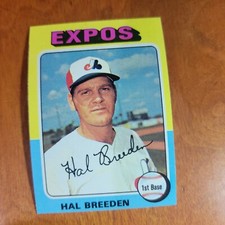 EXPOS
Hal Breeden
1st Base
HAL BREEDEN